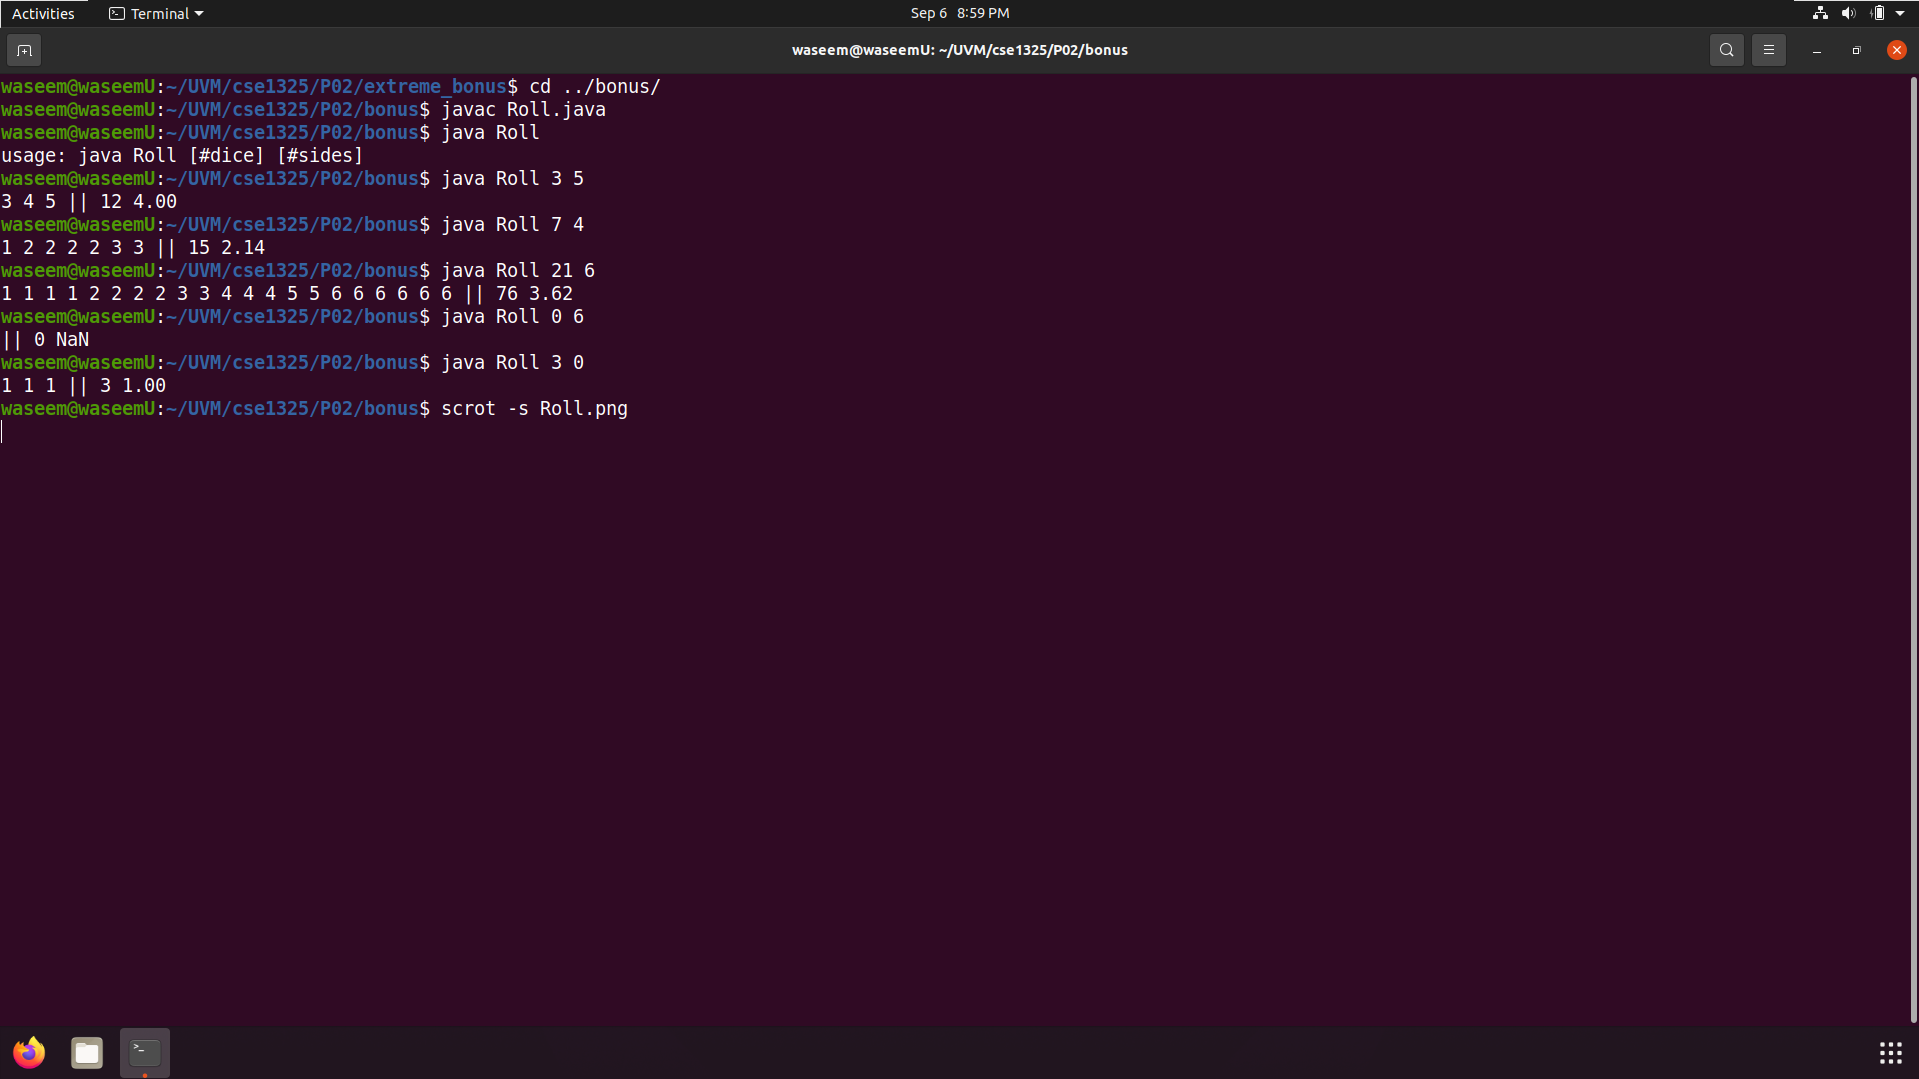 Activities Terminal Sep 6 8:59 PM
waseem@waseemU: ~/UVM/cse1325/P02/bonus
waseem@waseemU:~/UVM/cse1325/P02/extreme_bonus$ cd ../bonus/
waseem@waseemU:~/UVM/cse1325/P02/bonus$ javac Roll.java
waseem@waseemU:~/UVM/cse1325/P02/bonus$ java Roll
usage: java Roll [#dice] [#sides]
waseem@waseemU:~/UVM/cse1325/P02/bonus$ java Roll 3 5
3 4 5 || 12 4.00
waseem@waseemU:~/UVM/cse1325/P02/bonus$ java Roll 7 4
1 2 2 2 2 3 3 || 15 2.14
waseem@waseemU:~/UVM/cse1325/P02/bonus$ java Roll 21 6
1 1 1 1 2 2 2 2 3 3 4 4 4 5 5 6 6 6 6 6 6 || 76 3.62
waseem@waseemU:~/UVM/cse1325/P02/bonus$ java Roll 0 6
|| 0 NaN
waseem@waseemU:~/UVM/cse1325/P02/bonus$ java Roll 3 0
1 1 1 || 3 1.00
waseem@waseemU:~/UVM/cse1325/P02/bonus$ scrot -s Roll.png